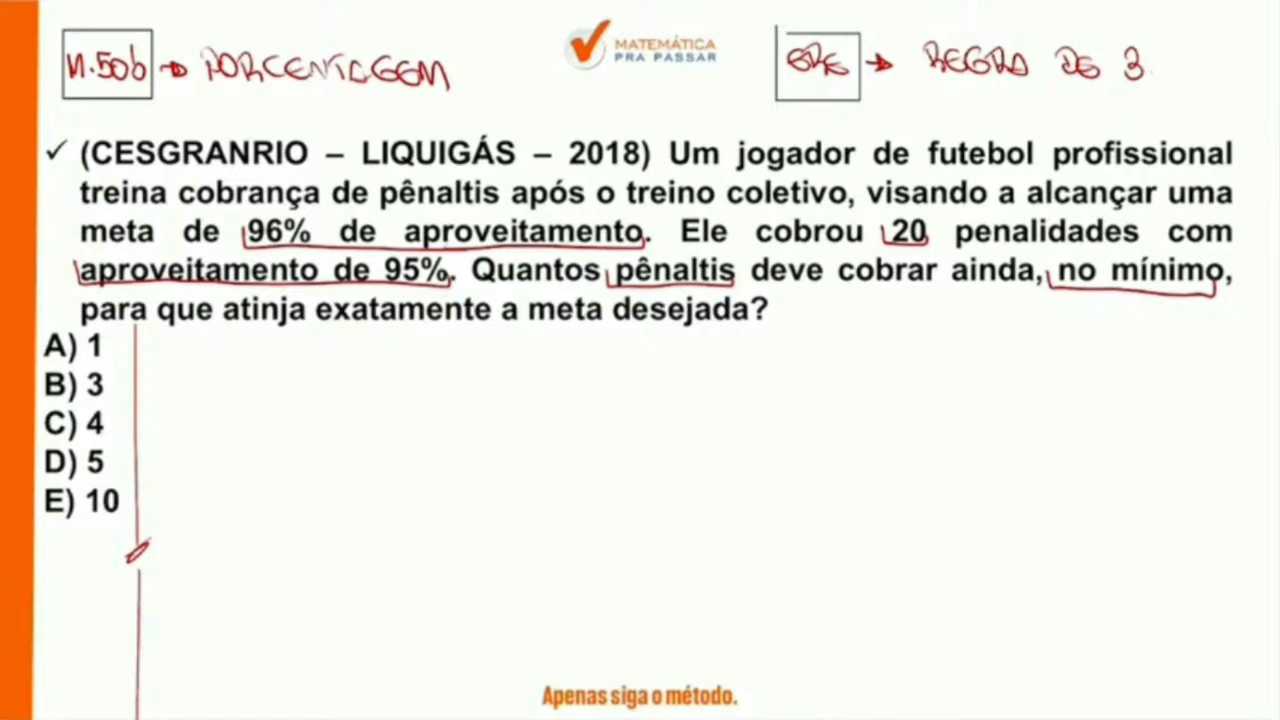 M.50b → PORCENTAGEM
MATEMÁTICA
PRA PASSAR
→ REGRA DE 3
✓ (CESGRANRIO – LIQUIGÁS – 2018) Um jogador de futebol profissional
treina cobrança de pênaltis após o treino coletivo, visando a alcançar uma
meta de 96% de aproveitamento. Ele cobrou 20 penalidades com
aproveitamento de 95%. Quantos pênaltis deve cobrar ainda, no mínimo,
para que atinja exatamente a meta desejada?
A) 1
B) 3
C) 4
D) 5
E) 10
Apenas siga o método.